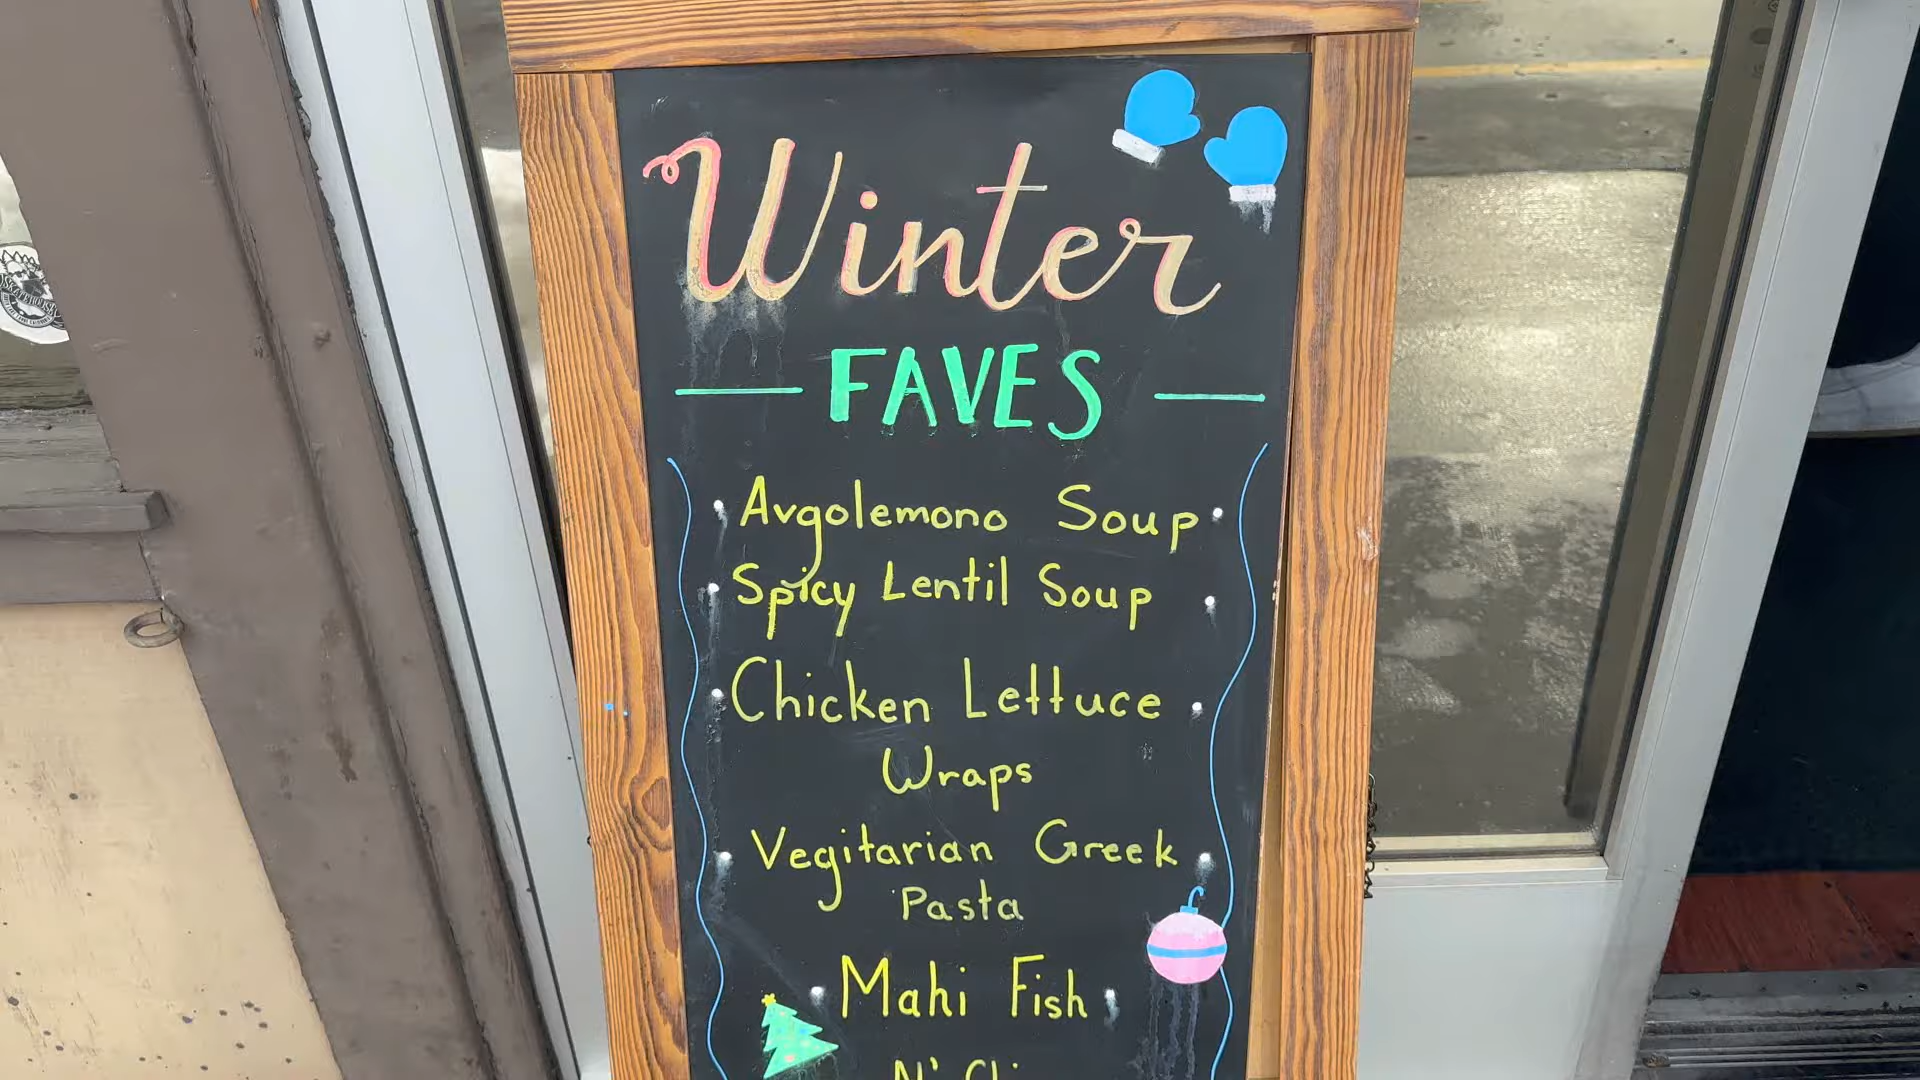 Winter
FAVES
Avgolemono Soup
Spicy Lentil Soup
Chicken Lettuce
Wraps
Vegitarian Greek
Pasta
Mahi Fish